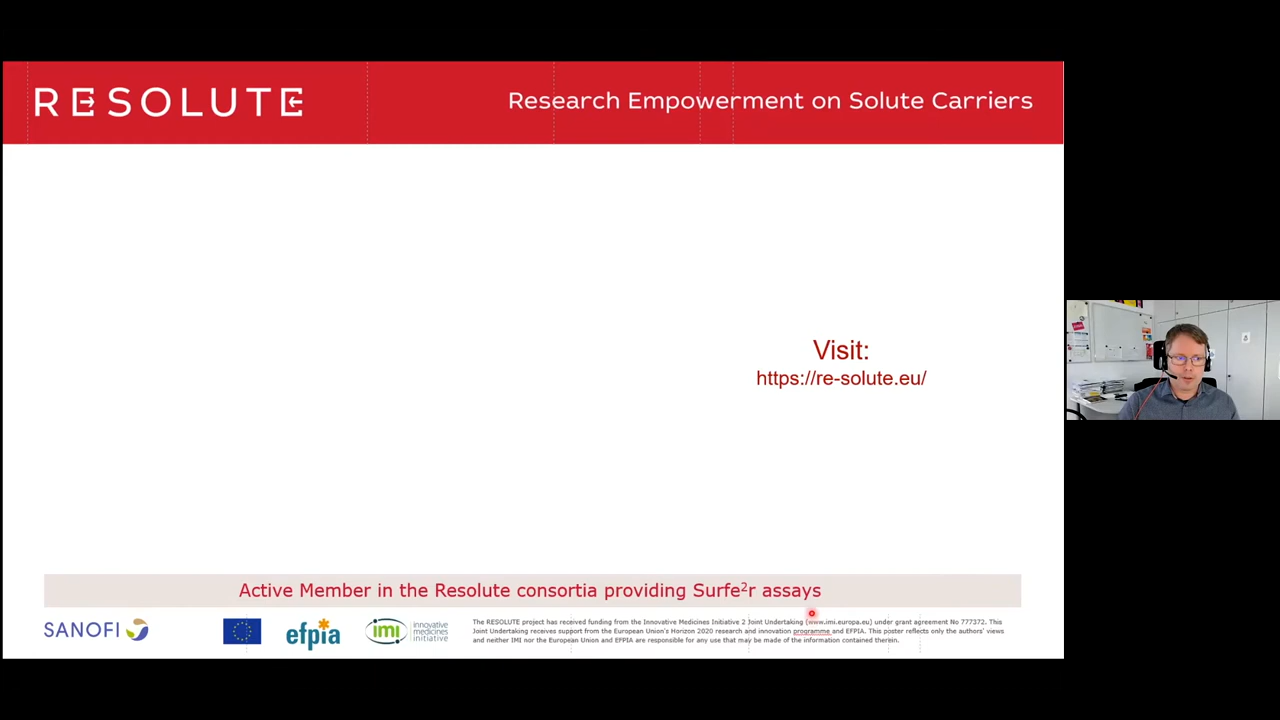 RESOLUTE
Research Empowerment on Solute Carriers
Visit:
https://re-solute.eu/
Active Member in the Resolute consortia providing Surfe²r assays
SANOFI
efpia
imi
innovative
medicines
initiative
The RESOLUTE project has received funding from the Innovative Medicines Initiative 2 Joint Undertaking (www.imi.europa.eu) under grant agreement No 777372. This
Joint Undertaking receives support from the European Union's Horizon 2020 research and innovation programme and EFPIA. This poster reflects only the authors' views
and neither IMI nor the European Union and EFPIA are responsible for any use that may be made of the information contained therein.